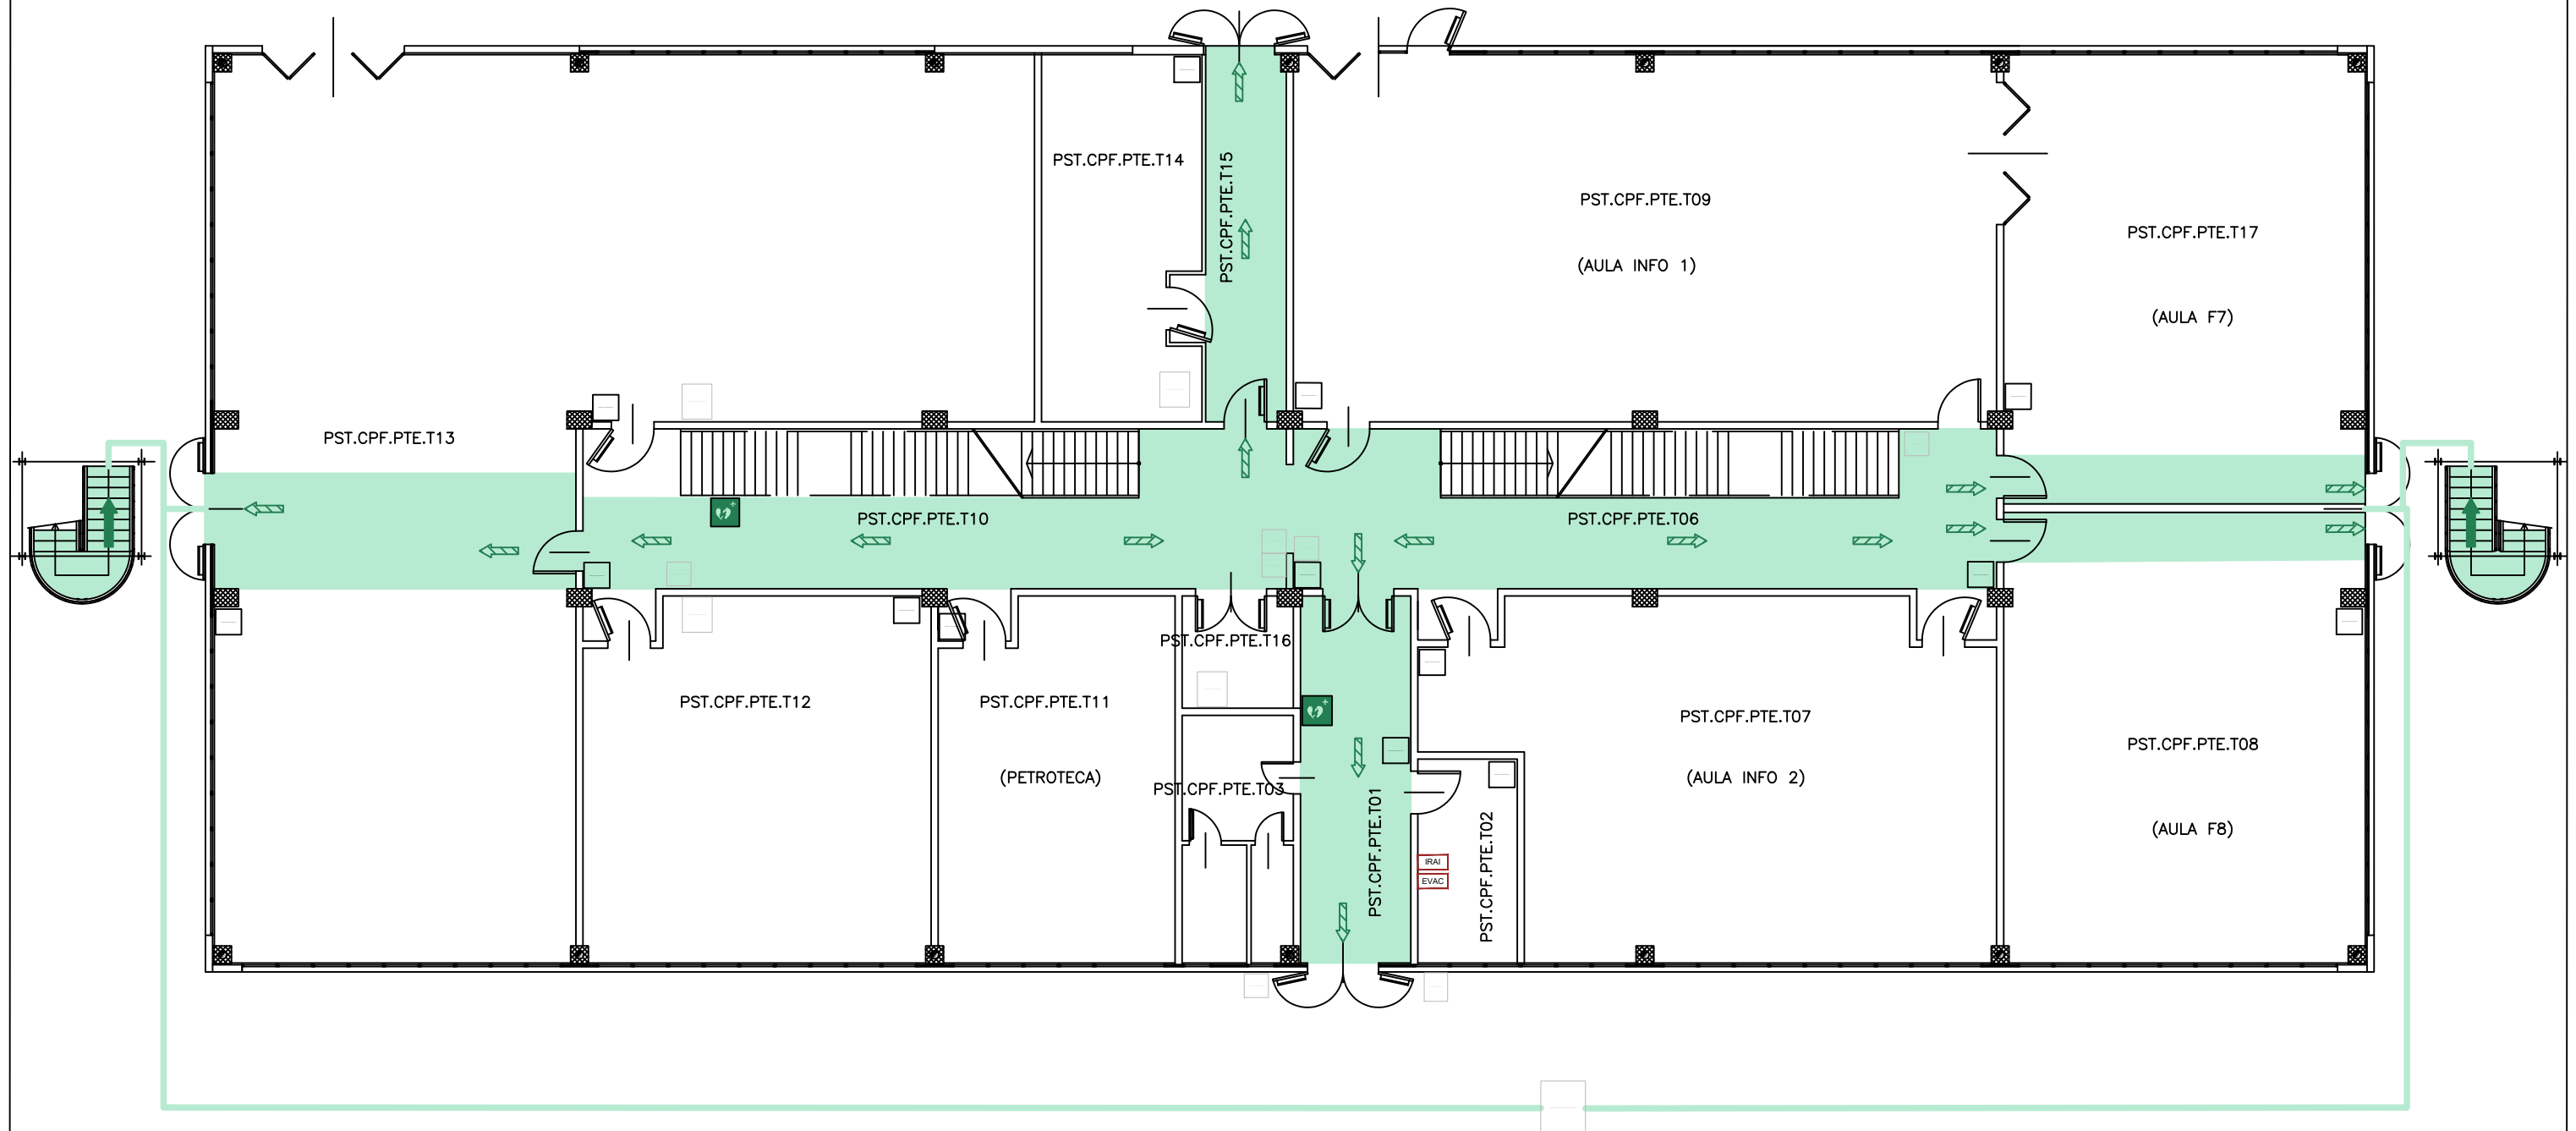 PST.CPF.PTE.T14
PST.CPF.PTE.T15
PST.CPF.PTE.T09
(AULA INFO 1)
PST.CPF.PTE.T17
(AULA F7)
PST.CPF.PTE.T13
PST.CPF.PTE.T10
PST.CPF.PTE.T06
PST.CPF.PTE.T16
PST.CPF.PTE.T12
PST.CPF.PTE.T11
(PETROTECA)
PST.CPF.PTE.T03
PST.CPF.PTE.T01
IRAI
EVAC
PST.CPF.PTE.T02
PST.CPF.PTE.T07
(AULA INFO 2)
PST.CPF.PTE.T08
(AULA F8)